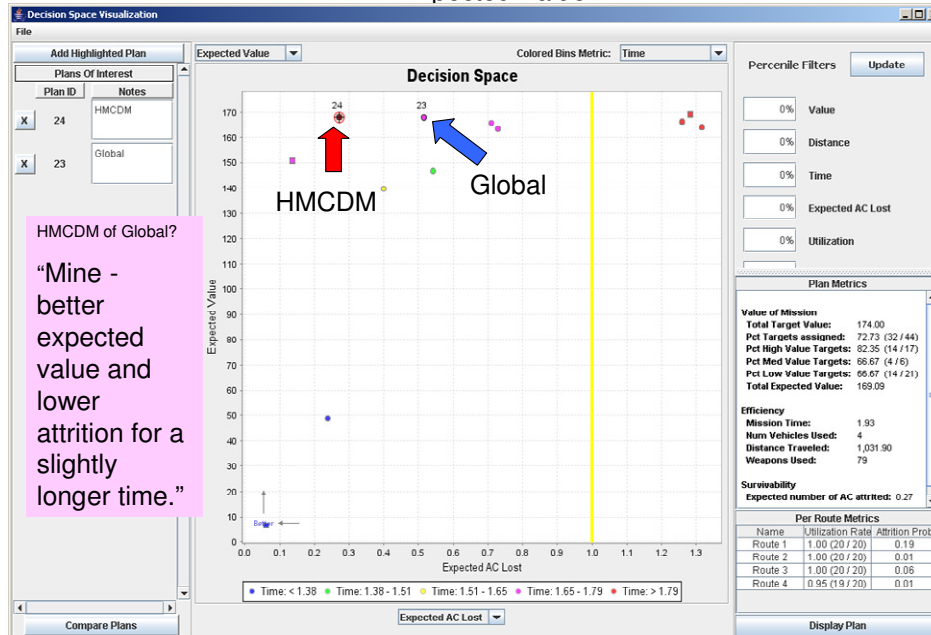 Decision Space Visualization
File
Add Highlighted Plan
Plans Of Interest
Plan ID Notes
X 24 HMCDM
X 23 Global
HMCDM of Global?
“Mine -
better
expected
value and
lower
attrition for a
slightly
longer time.”
Compare Plans
Expected Value
Colored Bins Metric: Time
Decision Space
Expected Value
170
160
150
140
130
120
110
100
90
80
70
60
50
40
30
20
10
0
24
23
HMCDM
Global
Better
0.0 0.1 0.2 0.3 0.4 0.5 0.6 0.7 0.8 0.9 1.0 1.1 1.2 1.3
Expected AC Lost
Time: < 1.38 Time: 1.38 - 1.51 Time: 1.51 - 1.65 Time: 1.65 - 1.79 Time: > 1.79
Expected AC Lost
Percenile Filters Update
0% Value
0% Distance
0% Time
0% Expected AC Lost
0% Utilization
Plan Metrics
Value of Mission
Total Target Value: 174.00
Pct Targets assigned: 72.73 (32 / 44)
Pct High Value Targets: 82.35 (14 / 17)
Pct Med Value Targets: 66.67 (4 / 6)
Pct Low Value Targets: 66.67 (14 / 21)
Total Expected Value: 169.09
Efficiency
Mission Time: 1.93
Num Vehicles Used: 4
Distance Traveled: 1,031.90
Weapons Used: 79
Survivability
Expected number of AC attrited: 0.27
Per Route Metrics
Name Utilization Rate Attrition Prob
Route 1 1.00 (20 / 20) 0.19
Route 2 1.00 (20 / 20) 0.01
Route 3 1.00 (20 / 20) 0.06
Route 4 0.95 (19 / 20) 0.01
Display Plan